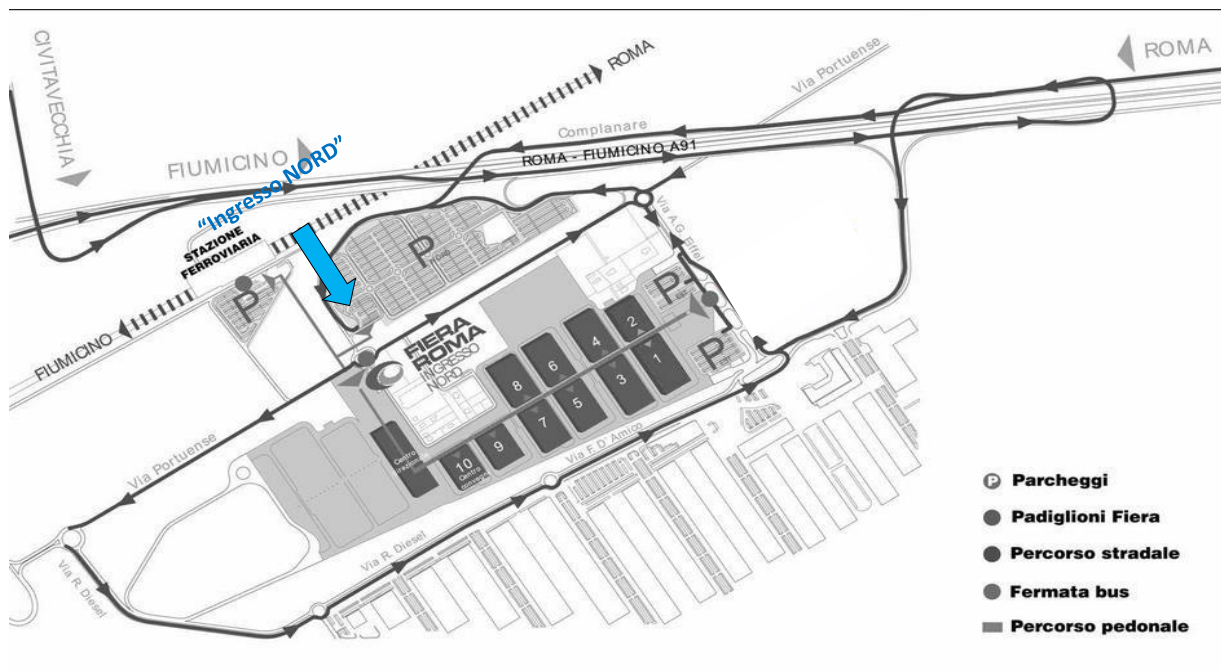 CIVITAVECCHIA
FIUMICINO
ROMA
Via Portuense
ROMA
Complanare
ROMA - FIUMICINO A91
“Ingresso NORD”
STAZIONE
FERROVIARIA
P
P
Via A.G. Eiffel
P
P
FIUMICINO
FIERA
ROMA
INGRESSO
NORD
2
1
4
3
6
5
8
7
9
10
Centro
Centro
Via Portuense
Via F. D' Amico
Via R. Diesel
Via R. Diesel
P Parcheggi
Padiglioni Fiera
Percorso stradale
Fermata bus
Percorso pedonale